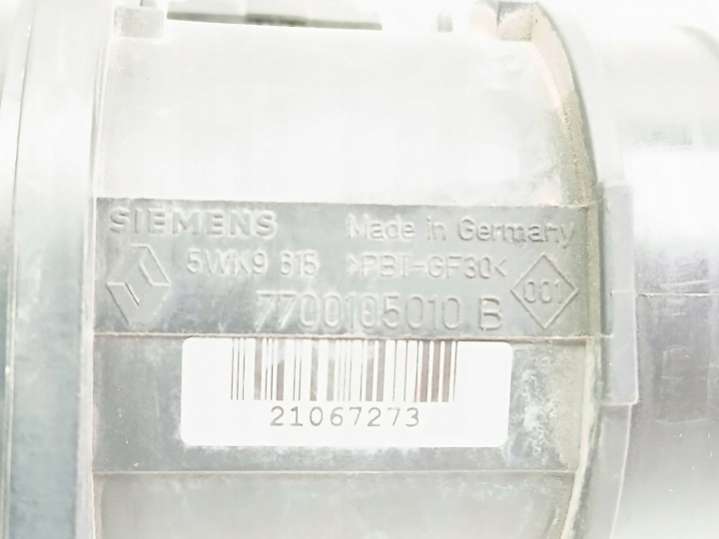 SIEMENS Made in Germany
5WK9 615 >PBT-GF30<
001
7700105010 B
21067273